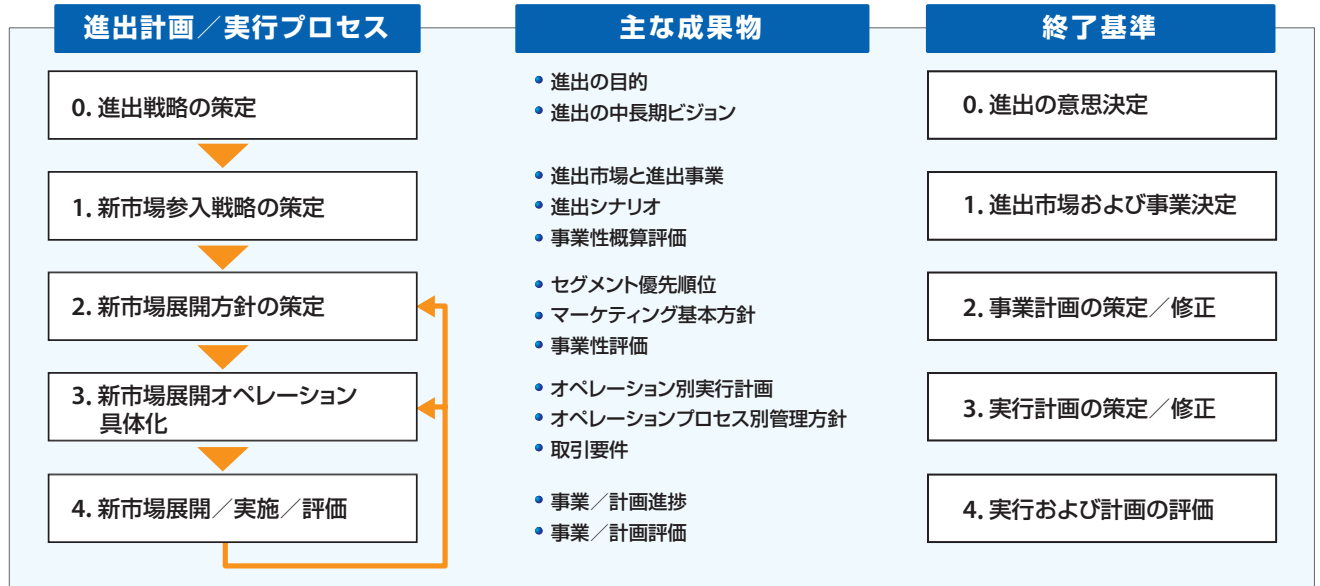 進出計画／実行プロセス
主な成果物
終了基準
0. 進出戦略の策定
・進出の目的
・進出の中長期ビジョン
0. 進出の意思決定
1. 新市場参入戦略の策定
・進出市場と進出事業
・進出シナリオ
・事業性概算評価
1. 進出市場および事業決定
2. 新市場展開方針の策定
・セグメント優先順位
・マーケティング基本方針
・事業性評価
2. 事業計画の策定／修正
3. 新市場展開オペレーション
具体化
・オペレーション別実行計画
・オペレーションプロセス別管理方針
・取引要件
3. 実行計画の策定／修正
4. 新市場展開／実施／評価
・事業／計画進捗
・事業／計画評価
4. 実行および計画の評価